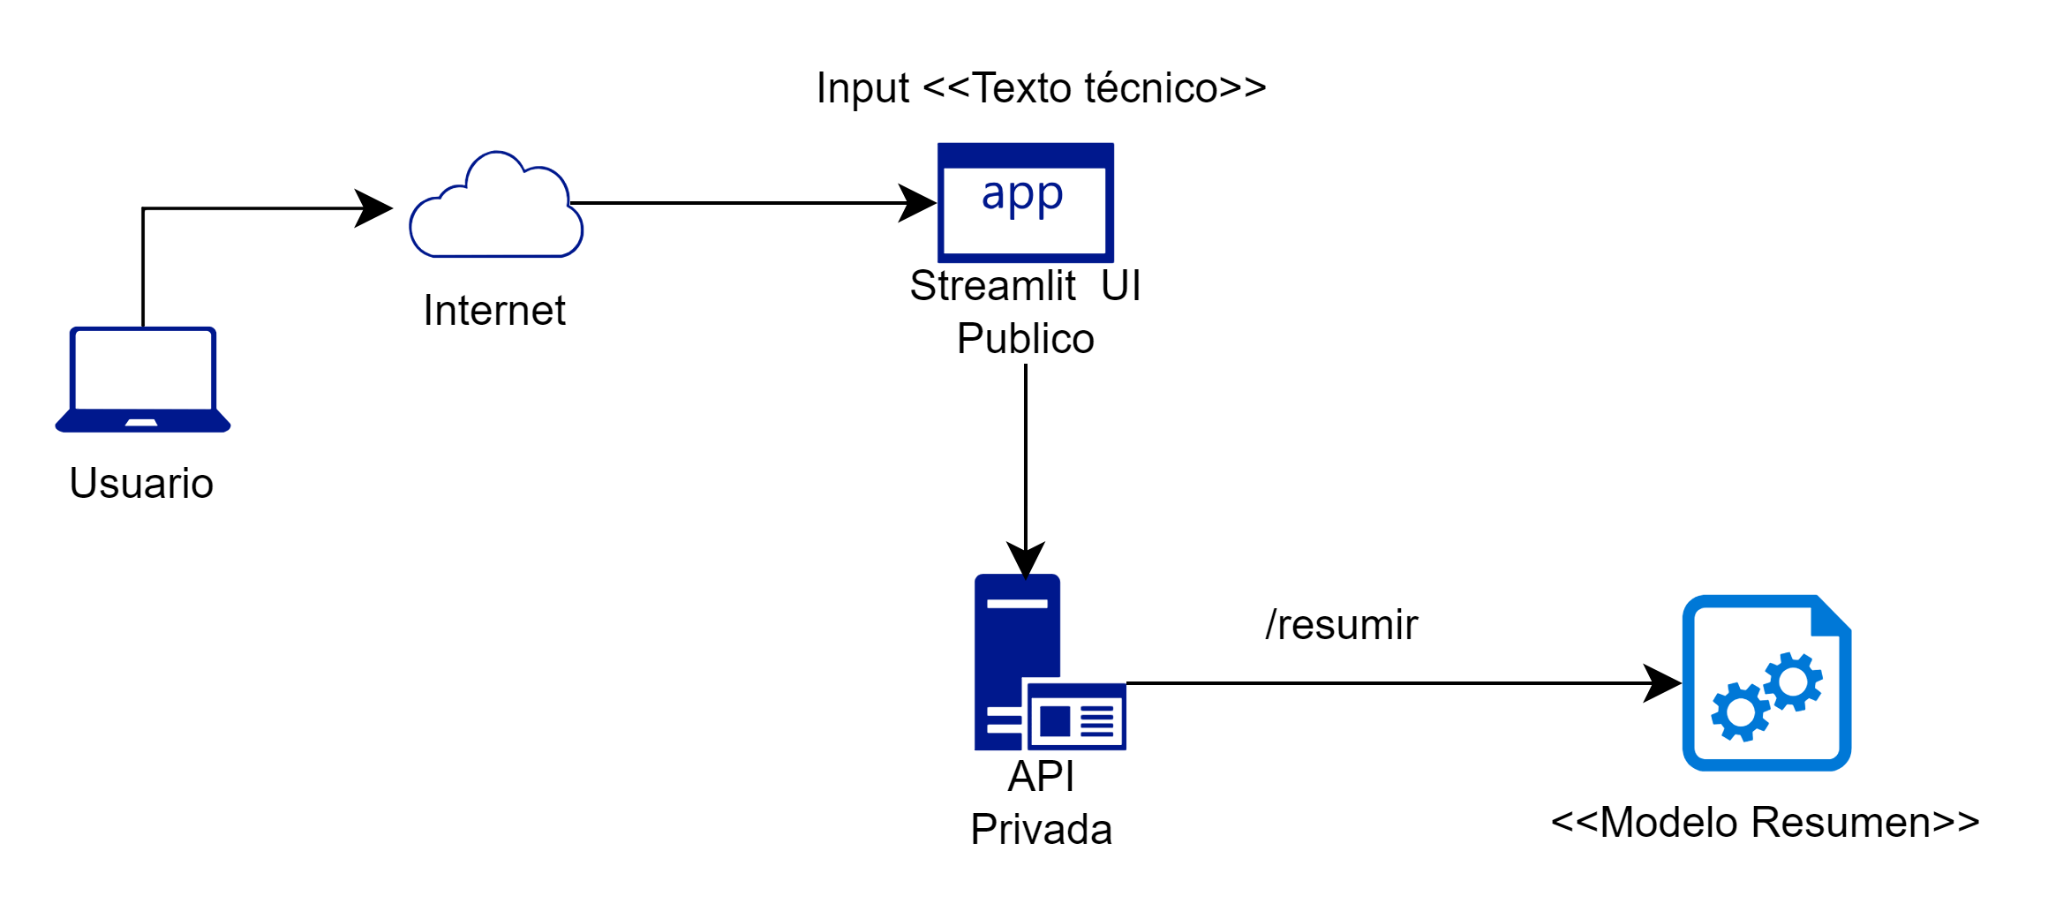 Input <<Texto técnico>>
app
Streamlit UI
Publico
Internet
Usuario
/resumir
API
Privada
<<Modelo Resumen>>